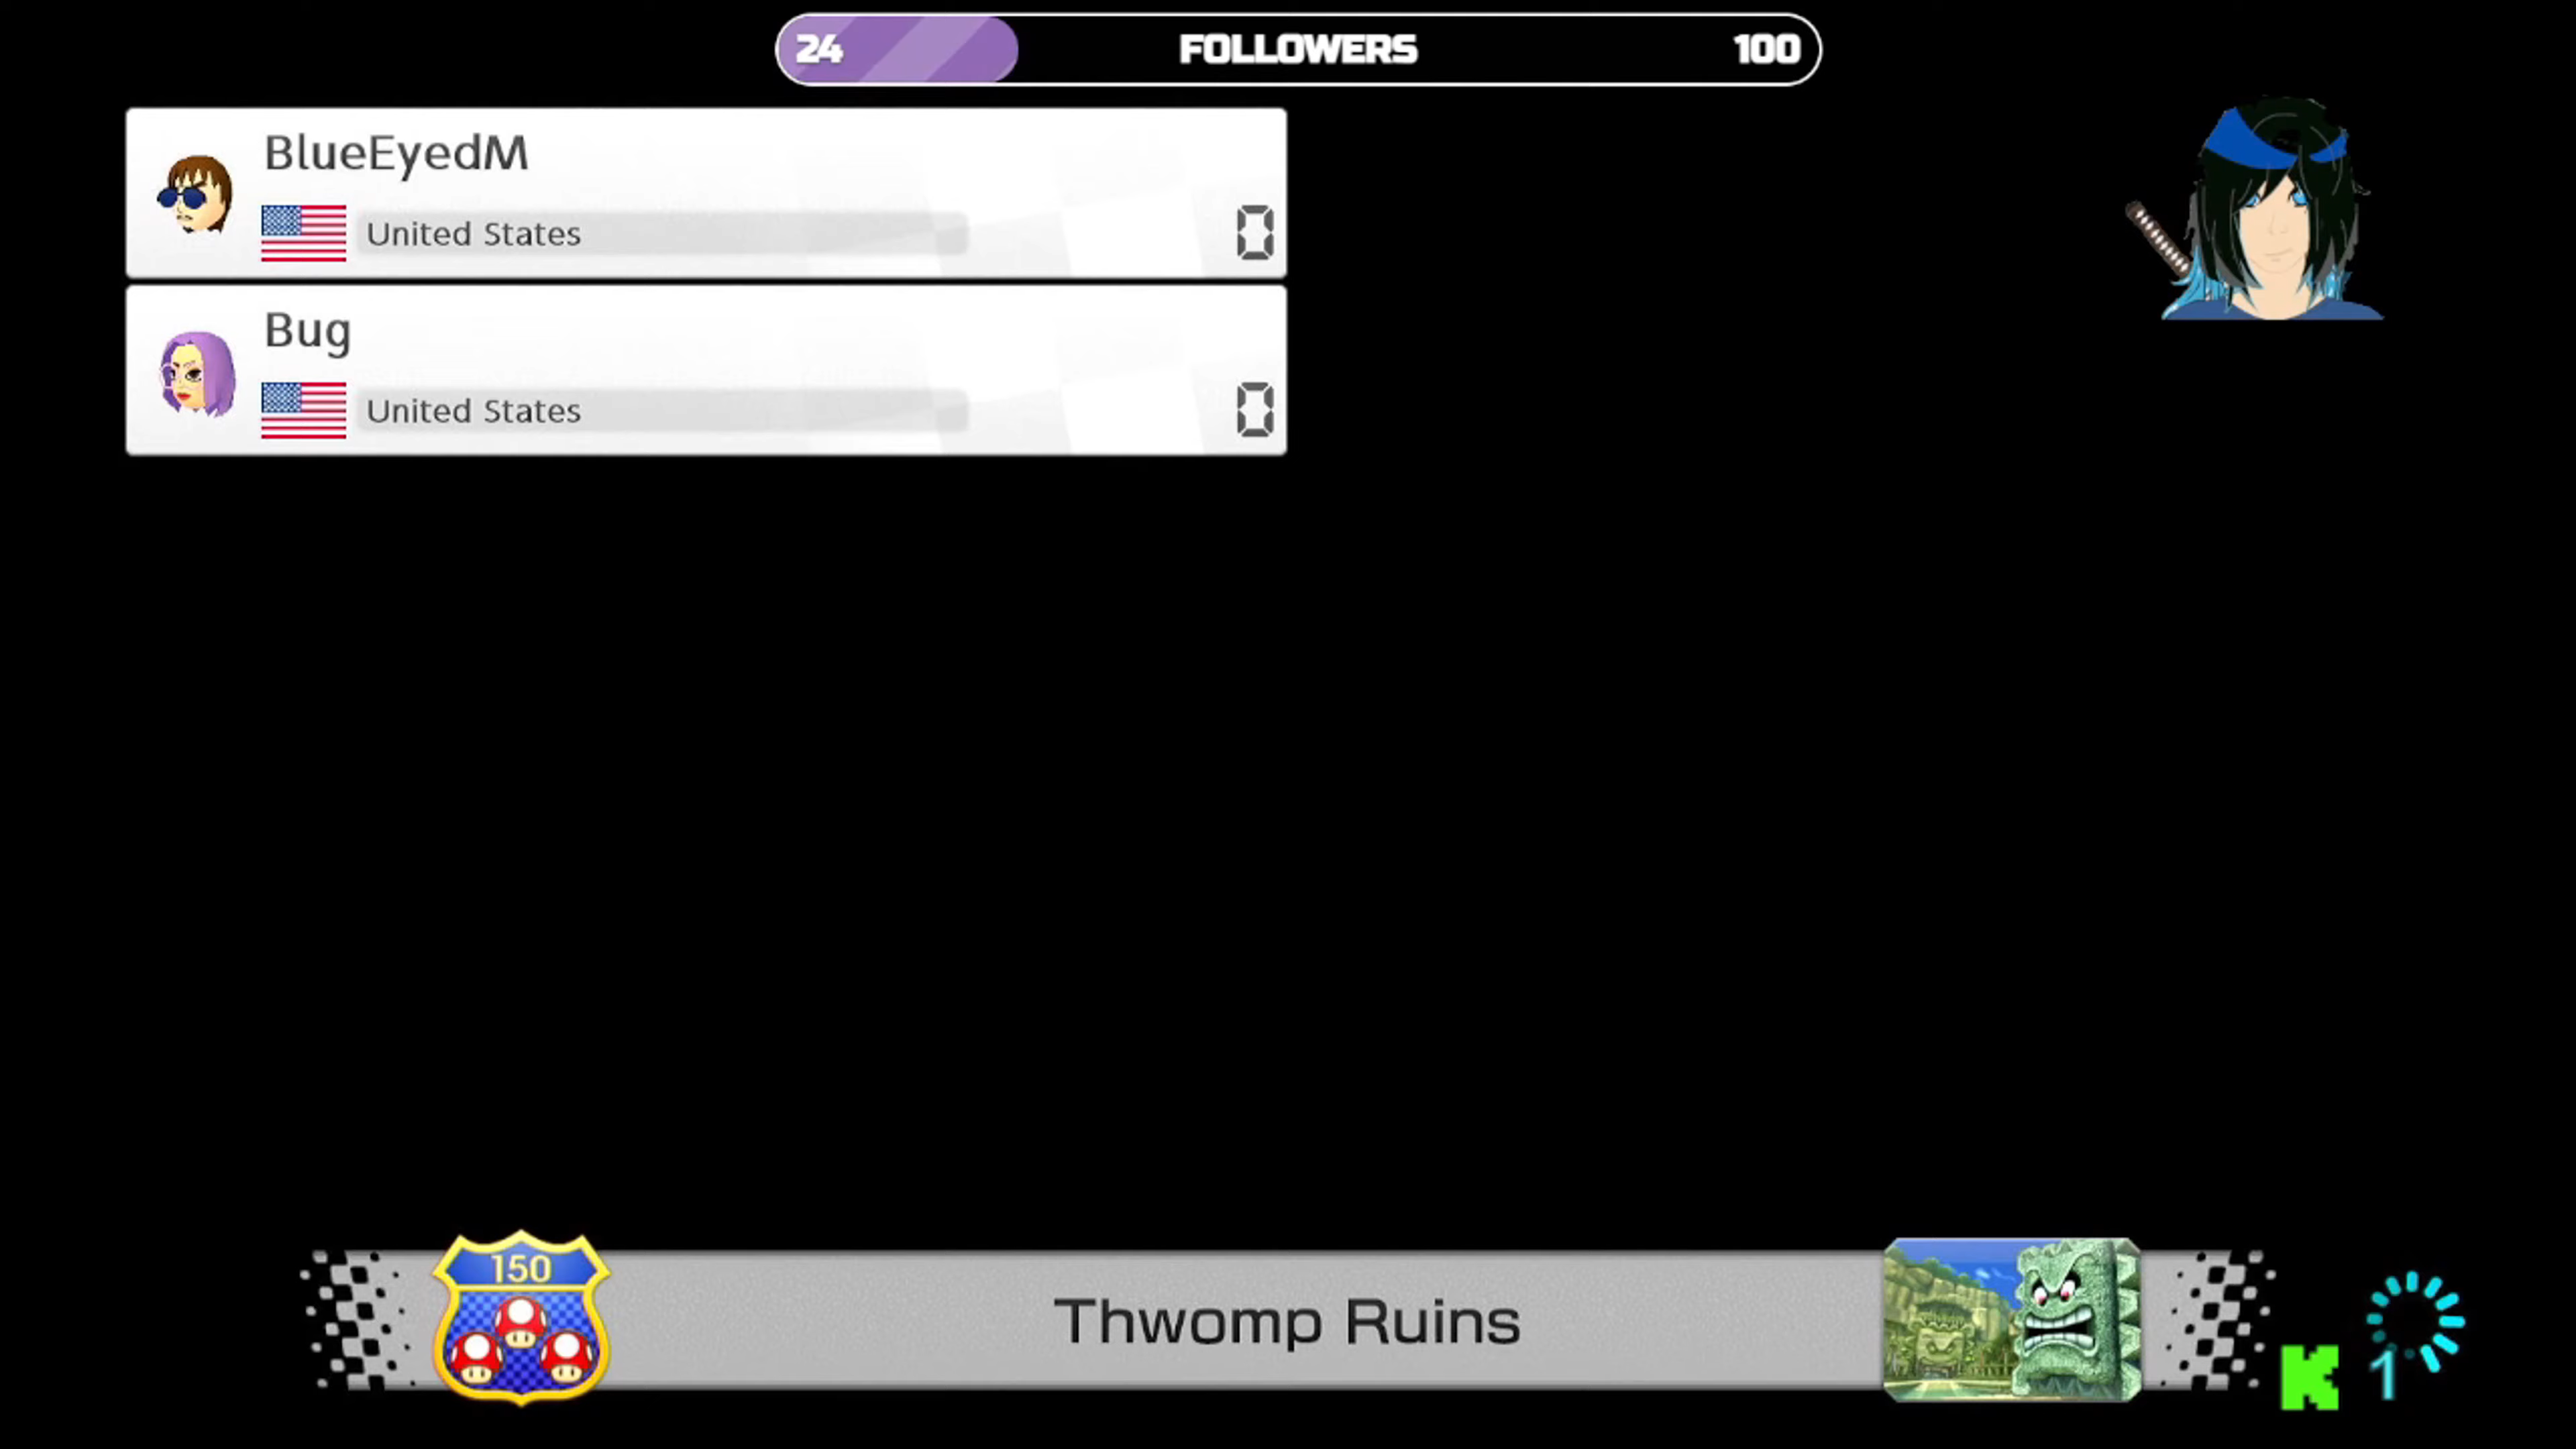 24 FOLLOWERS 100
BlueEyedM
United States 0
Bug
United States 0
150
Thwomp Ruins
K 1